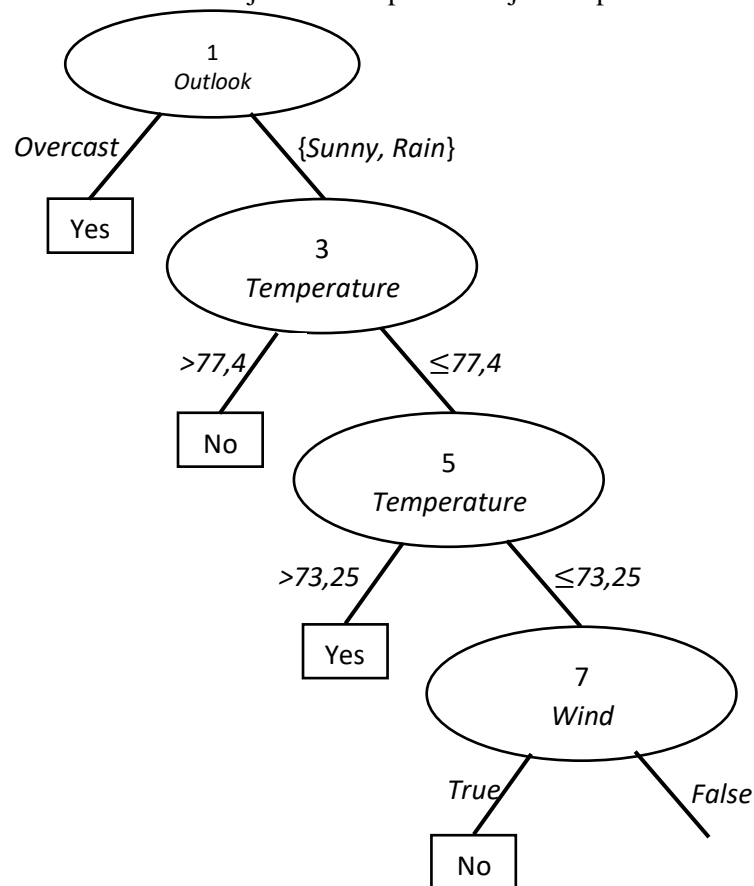 1
Outlook
Overcast
{Sunny, Rain}
Yes
3
Temperature
>77,4
≤77,4
No
5
Temperature
>73,25
≤73,25
Yes
7
Wind
True
False
No